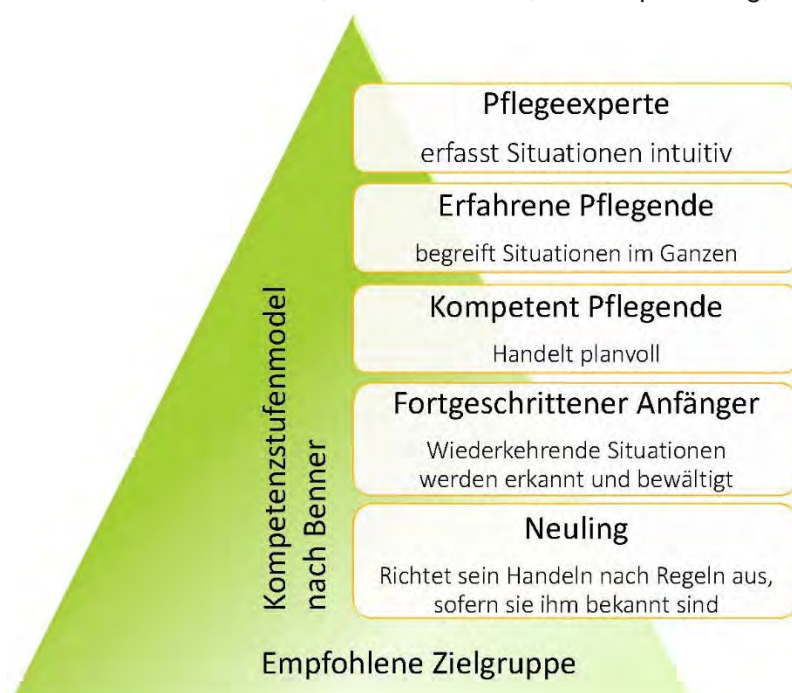 Pflegeexperte
erfasst Situationen intuitiv
Erfahrene Pflegende
begreift Situationen im Ganzen
Kompetent Pflegende
Handelt planvoll
Fortgeschrittener Anfänger
Wiederkehrende Situationen
werden erkannt und bewältigt
Neuling
Richtet sein Handeln nach Regeln aus,
sofern sie ihm bekannt sind
Kompetenzstufenmodel
nach Benner
Empfohlene Zielgruppe